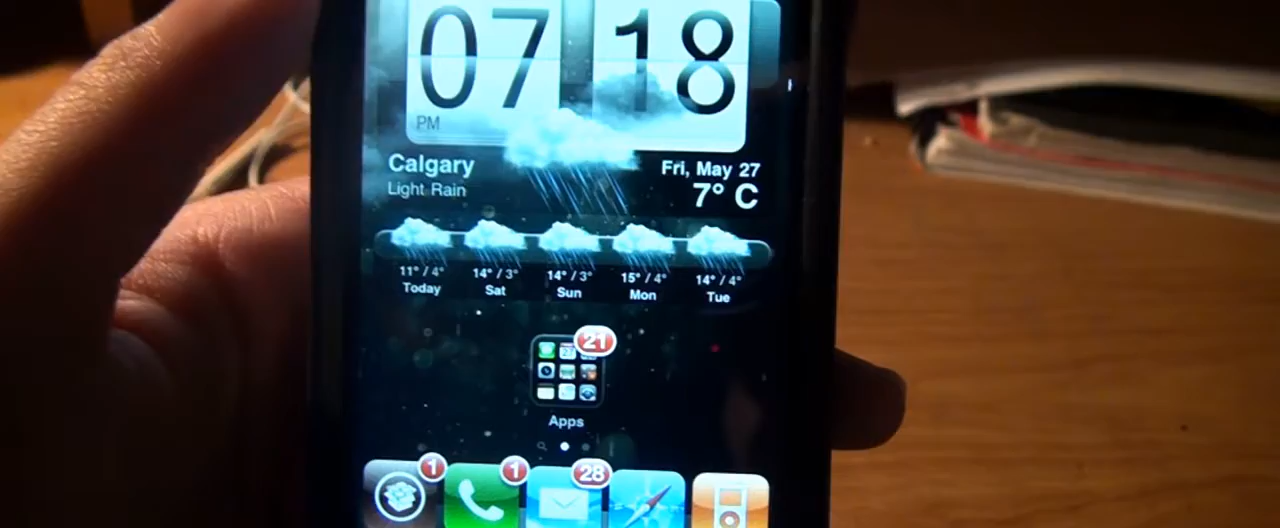 07 18
PM
Calgary
Fri, May 27
Light Rain
7° C
11° / 4° 14° / 3° 14° / 3° 15° / 4° 14° / 4°
Today Sat Sun Mon Tue
21
Apps
1 1 28